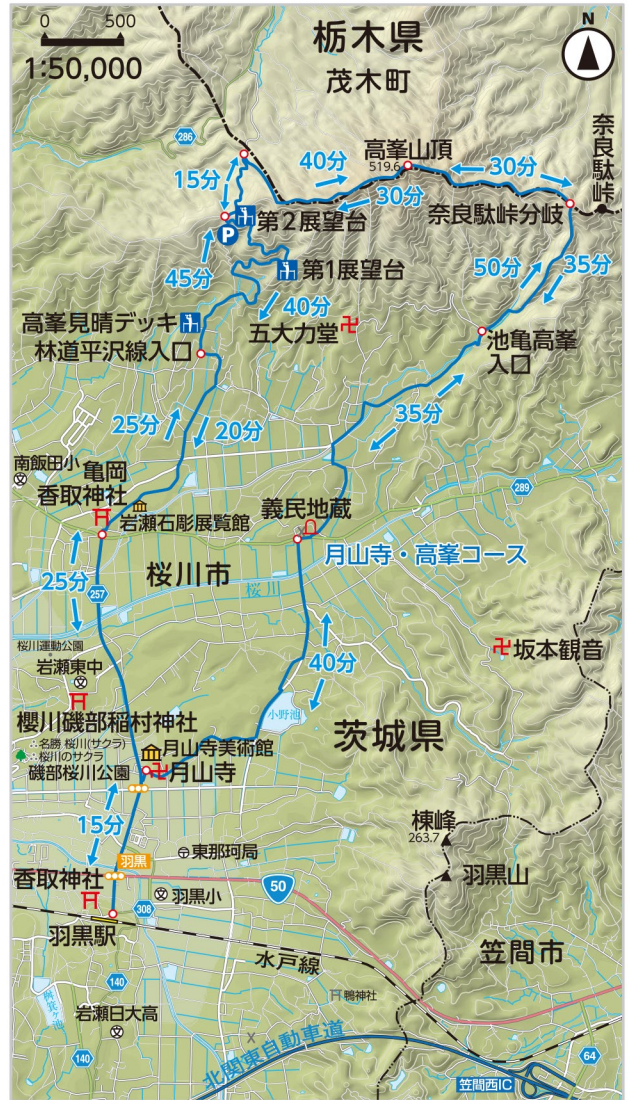 0 500
1:50,000
栃木県
茂木町
N
286
高峯山頂
519.6
奈良駄峠
40分
30分
15分
30分
奈良駄峠分岐
第2展望台
P
45分
第1展望台
50分
35分
40分
高峯見晴デッキ
五大力堂
林道平沢線入口
池亀高峯
入口
25分
20分
35分
南飯田小
亀岡
香取神社
岩瀬石彫展覧館
義民地蔵
289
月山寺・高峯コース
桜川市
25分
257
桜川
桜川運動公園
岩瀬東中
40分
坂本観音
櫻川磯部稲村神社
小野池
茨城県
∴名勝 桜川(サクラ)
∴桜川のサクラ
磯部桜川公園
月山寺美術館
月山寺
15分
棟峰
263.7
羽黒
東那珂局
羽黒山
香取神社
羽黒小
50
308
羽黒駅
水戸線
笠間市
140
鴨神社
岩瀬日大高
140
北関東自動車道
64
笠間西IC